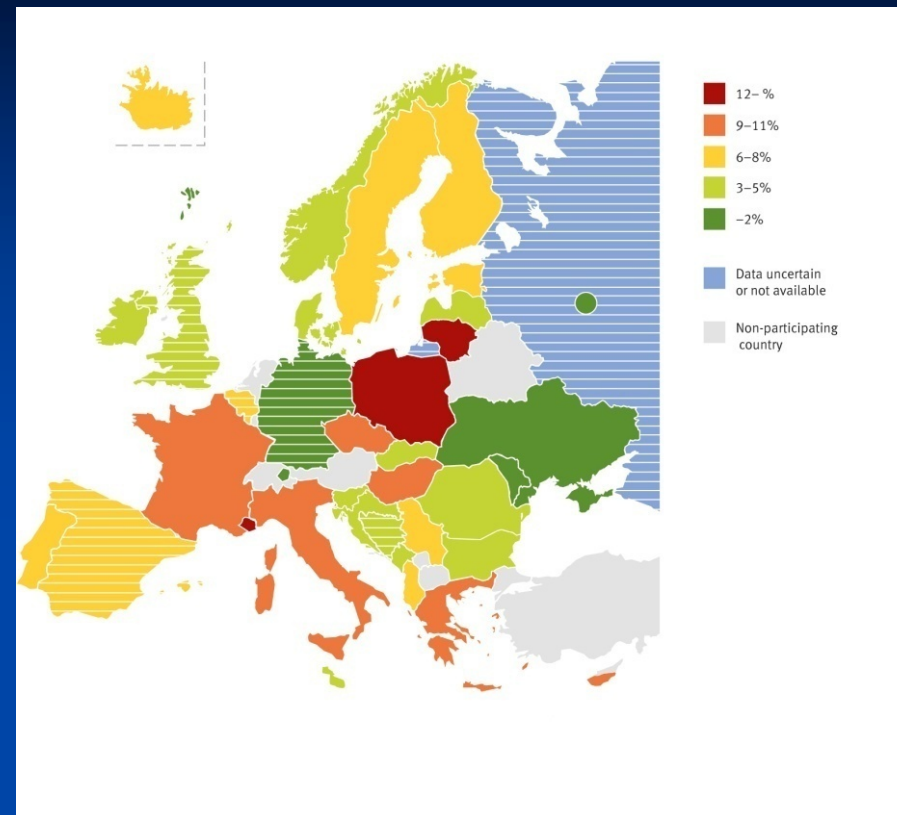 12– %
9–11%
6–8%
3–5%
–2%
Data uncertain
or not available
Non-participating
country